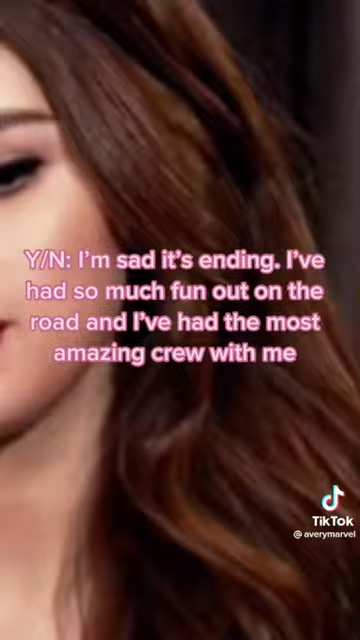 Y/N: I'm sad it's ending. I've
had so much fun out on the
road and I've had the most
amazing crew with me
TikTok
@averymarvel